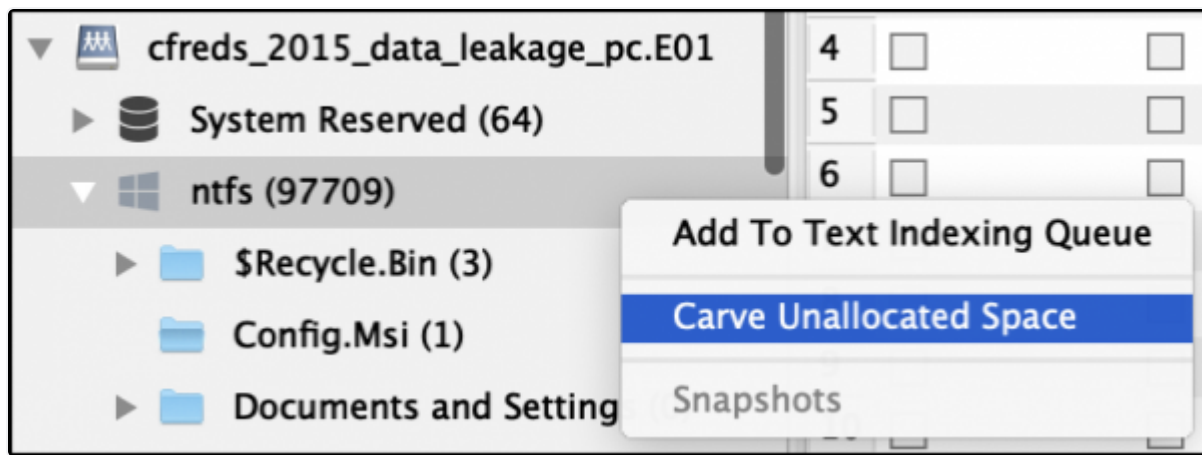 cfreds_2015_data_leakage_pc.E01
System Reserved (64)
ntfs (97709)
$Recycle.Bin (3)
Config.Msi (1)
Documents and Setting
4
5
6
Add To Text Indexing Queue
Carve Unallocated Space
Snapshots
10